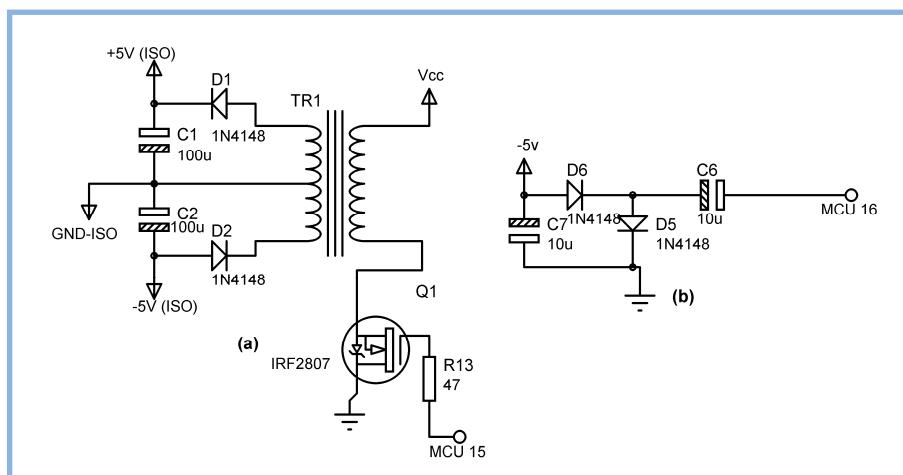 +5V (ISO)
D1
1N4148
TR1
Vcc
C1
100u
GND-ISO
C2
100u
D2
1N4148
-5V (ISO)
(a)
Q1
IRF2807
R13
47
MCU 15
-5v
D6
1N4148
C6
10u
MCU 16
C7
10u
D5
1N4148
(b)